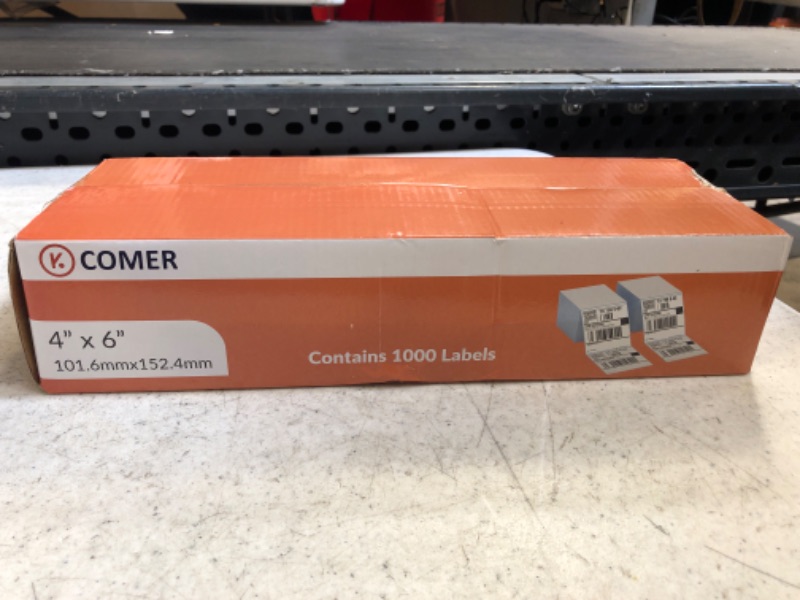 K. COMER
4" x 6"
101.6mmx152.4mm
Contains 1000 Labels